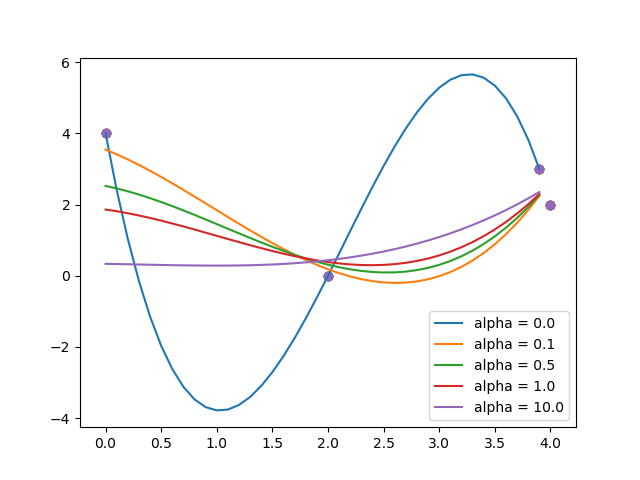 6
4
2
0
−2
−4
0.0 0.5 1.0 1.5 2.0 2.5 3.0 3.5 4.0
alpha = 0.0
alpha = 0.1
alpha = 0.5
alpha = 1.0
alpha = 10.0